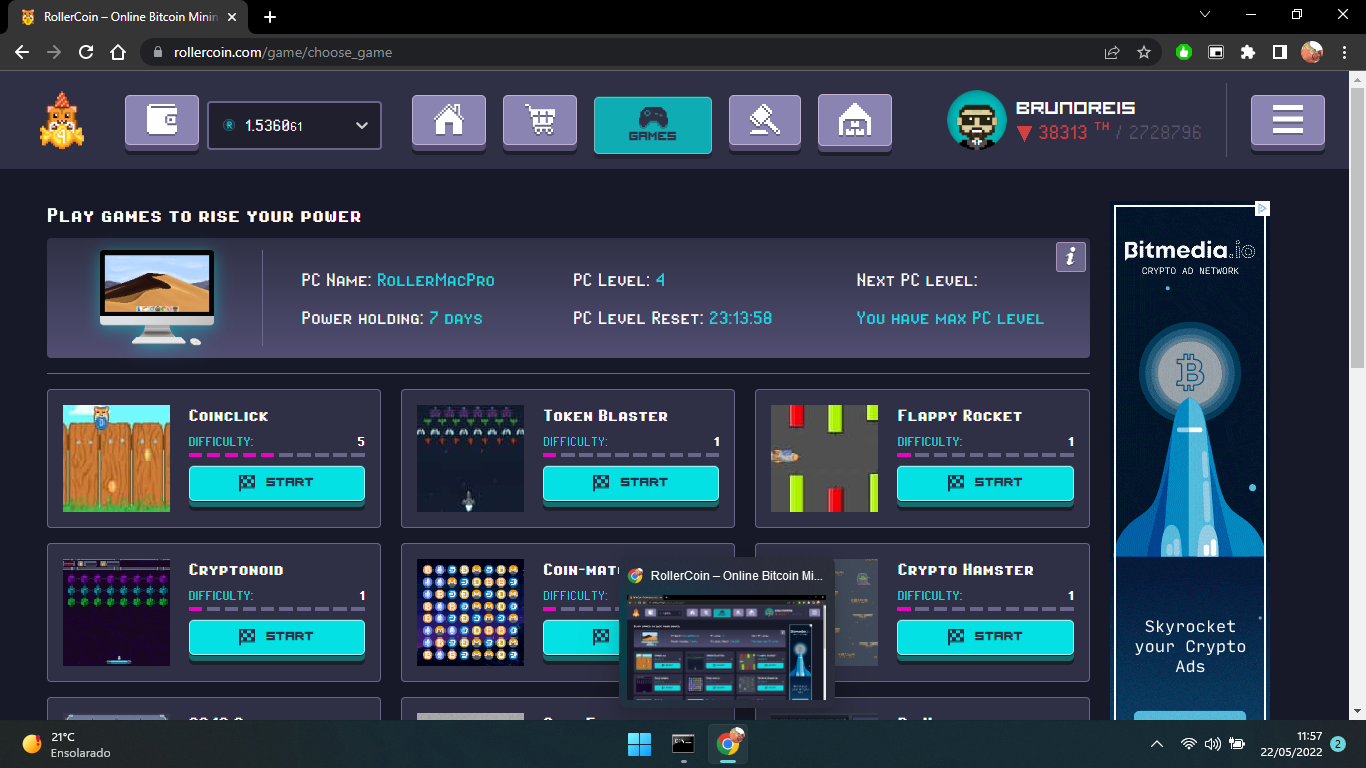 RollerCoin – Online Bitcoin Minin
rollercoin.com/game/choose_game
4
1.536061
GAMES
BRUNOREIS
38313 TH / 2728796
PLAY GAMES TO RISE YOUR POWER
i
PC NAME: ROLLERMACPRO
PC LEVEL: 4
NEXT PC LEVEL:
POWER HOLDING: 7 DAYS
PC LEVEL RESET: 23:13:58
YOU HAVE MAX PC LEVEL
COINCLICK
DIFFICULTY: 5
START
TOKEN BLASTER
DIFFICULTY: 1
START
FLAPPY ROCKET
DIFFICULTY: 1
START
CRYPTONOID
DIFFICULTY: 1
START
COIN-MAT
DIFFICULTY:
CRYPTO HAMSTER
DIFFICULTY: 1
START
RollerCoin – Online Bitcoin Mi...
Bitmedia.io
CRYPTO AD NETWORK
Skyrocket
your Crypto
Ads
21°C
Ensolarado
11:57
22/05/2022
2